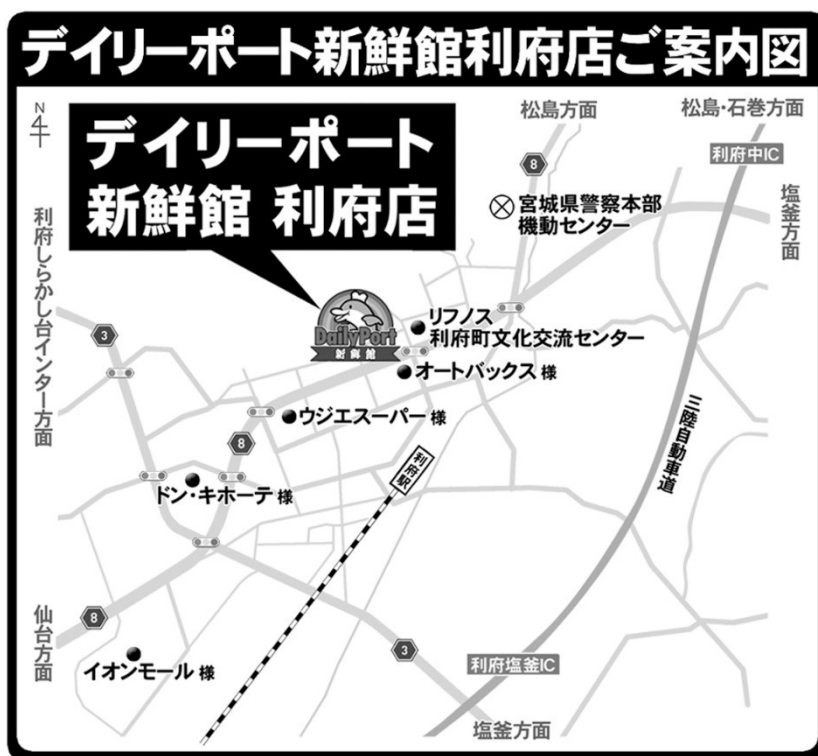 デイリーポート新鮮館利府店ご案内図
N
デイリーポート
新鮮館 利府店
松島方面
松島・石巻方面
利府中IC
塩釜方面
8
宮城県警察本部
機動センター
利府しらかし台インター方面
3
DailyPort
新鮮館
リフノス
利府町文化交流センター
オートバックス 様
ウジエスーパー 様
8
利府駅
三陸自動車道
ドン・キホーテ 様
仙台方面
8
イオンモール 様
3
利府塩釜IC
塩釜方面